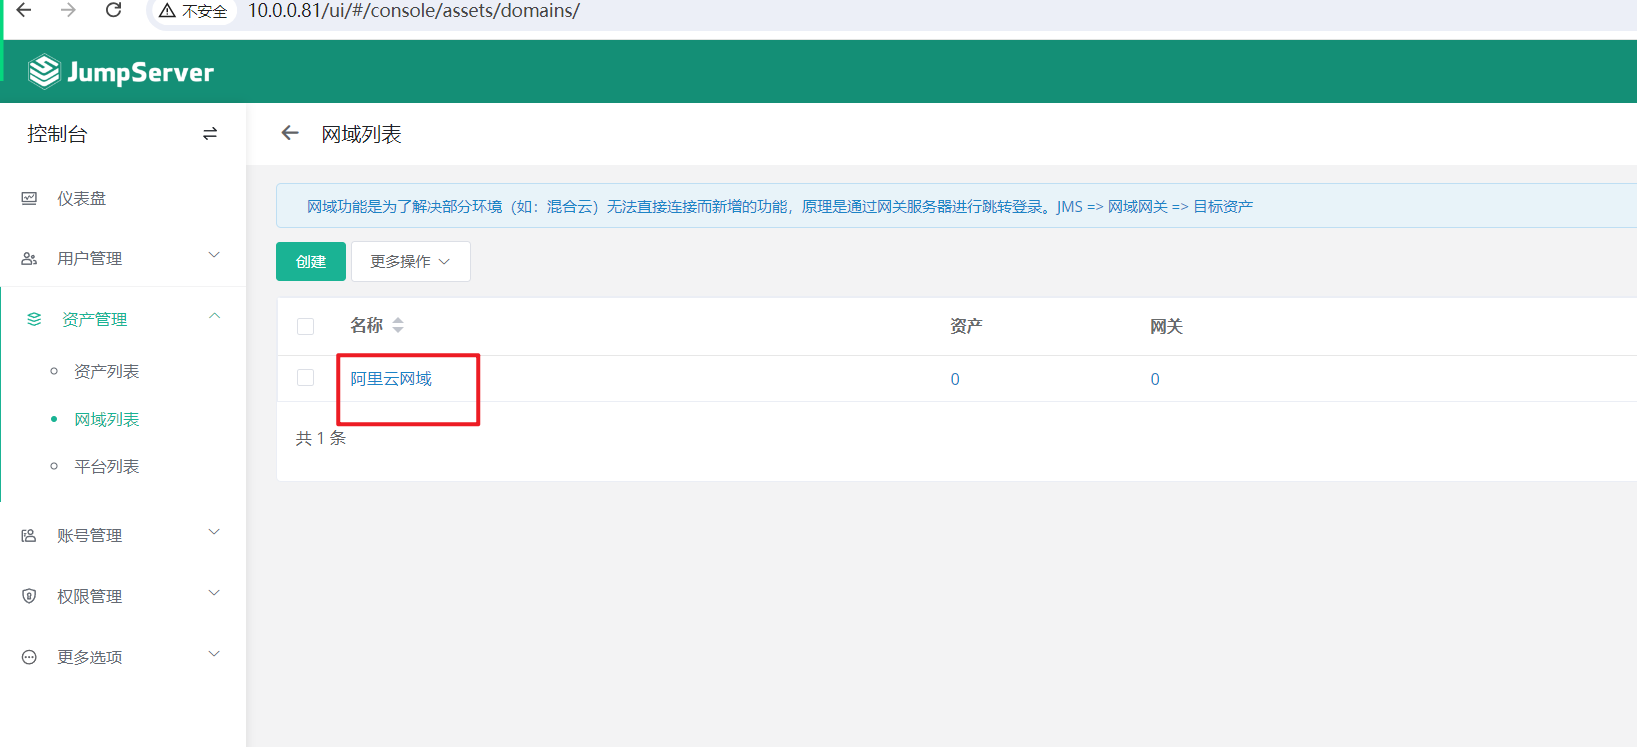 不安全 10.0.0.81/ui/#/console/assets/domains/
JumpServer
控制台
网域列表
仪表盘
用户管理
资产管理
资产列表
网域列表
平台列表
账号管理
权限管理
更多选项
网域功能是为了解决部分环境（如：混合云）无法直接连接而新增的功能，原理是通过网关服务器进行跳转登录。JMS => 网域网关 => 目标资产
创建 更多操作
名称 资产 网关
阿里云网域 0 0
共 1 条